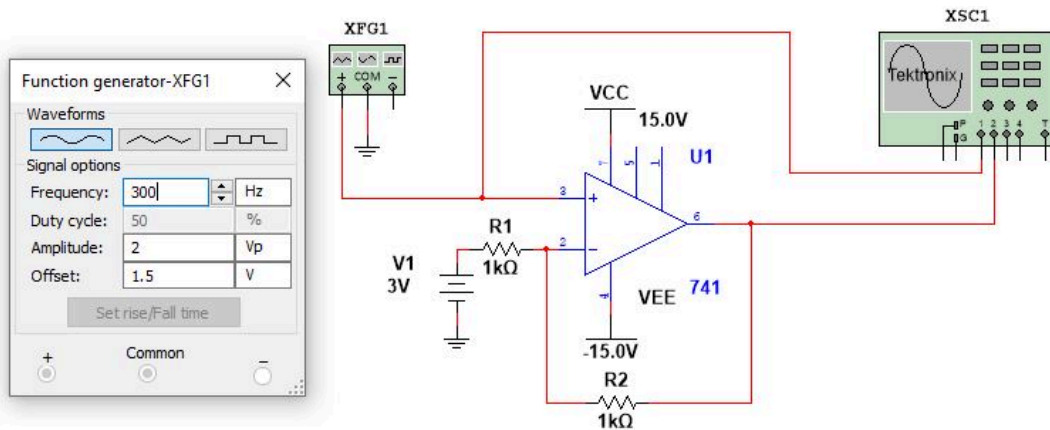 Function generator-XFG1
Waveforms
Signal options
Frequency: 300 Hz
Duty cycle: 50 %
Amplitude: 2 Vp
Offset: 1.5 V
Set rise/Fall time
+ Common −
XFG1
+ COM −
XSC1
Tektronix
P
G
1 2 3 4 T
VCC
15.0V
U1
7 5 1
3
+
2
−
6
4
R1
1kΩ
V1
3V
VEE
741
-15.0V
R2
1kΩ